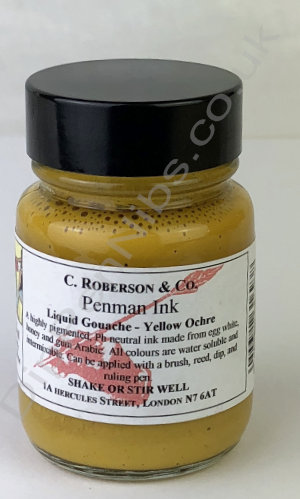 C. Roberson & Co.
Penman Ink
Liquid Gouache - Yellow Ochre
A highly pigmented, Ph neutral ink made from egg white,
honey and gum Arabic. All colours are water soluble and
intermixable. Can be applied with a brush, reed, dip, and
ruling pen.
SHAKE OR STIR WELL
1A HERCULES STREET, LONDON N7 6AT